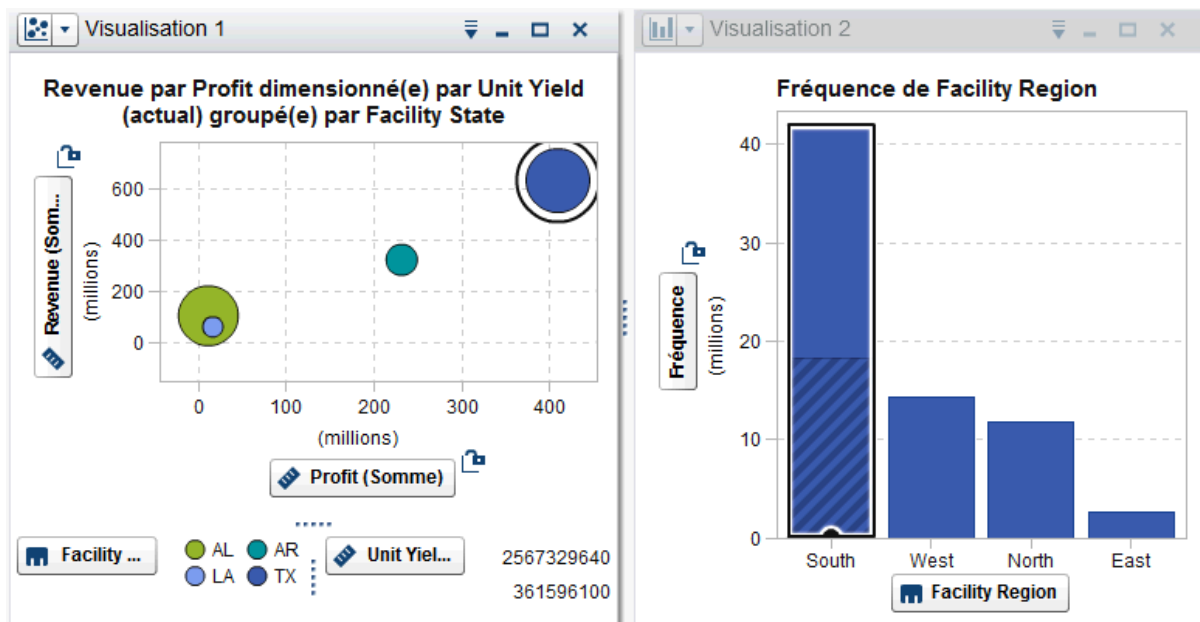 Visualisation 1
Revenue par Profit dimensionné(e) par Unit Yield
(actual) groupé(e) par Facility State
Revenue (Som...
(millions)
600
400
200
0
0 100 200 300 400
(millions)
Profit (Somme)
Facility ...
AL AR
LA TX
Unit Yiel...
2567329640
361596100
Visualisation 2
Fréquence de Facility Region
Fréquence
(millions)
40
30
20
10
0
South West North East
Facility Region